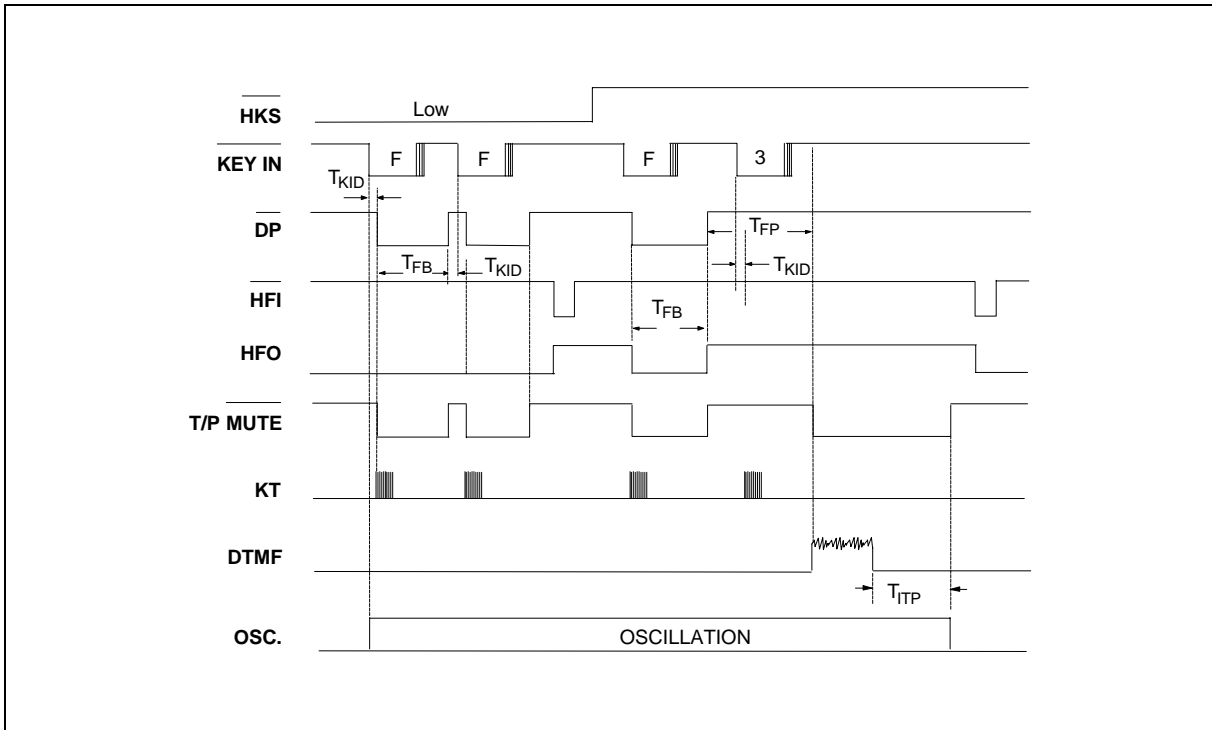 HKS
Low
KEY IN
F F F 3
TKID
DP
TFP
TFB TKID TKID
HFI
TFB
HFO
T/P MUTE
KT
DTMF
TITP
OSC.
OSCILLATION